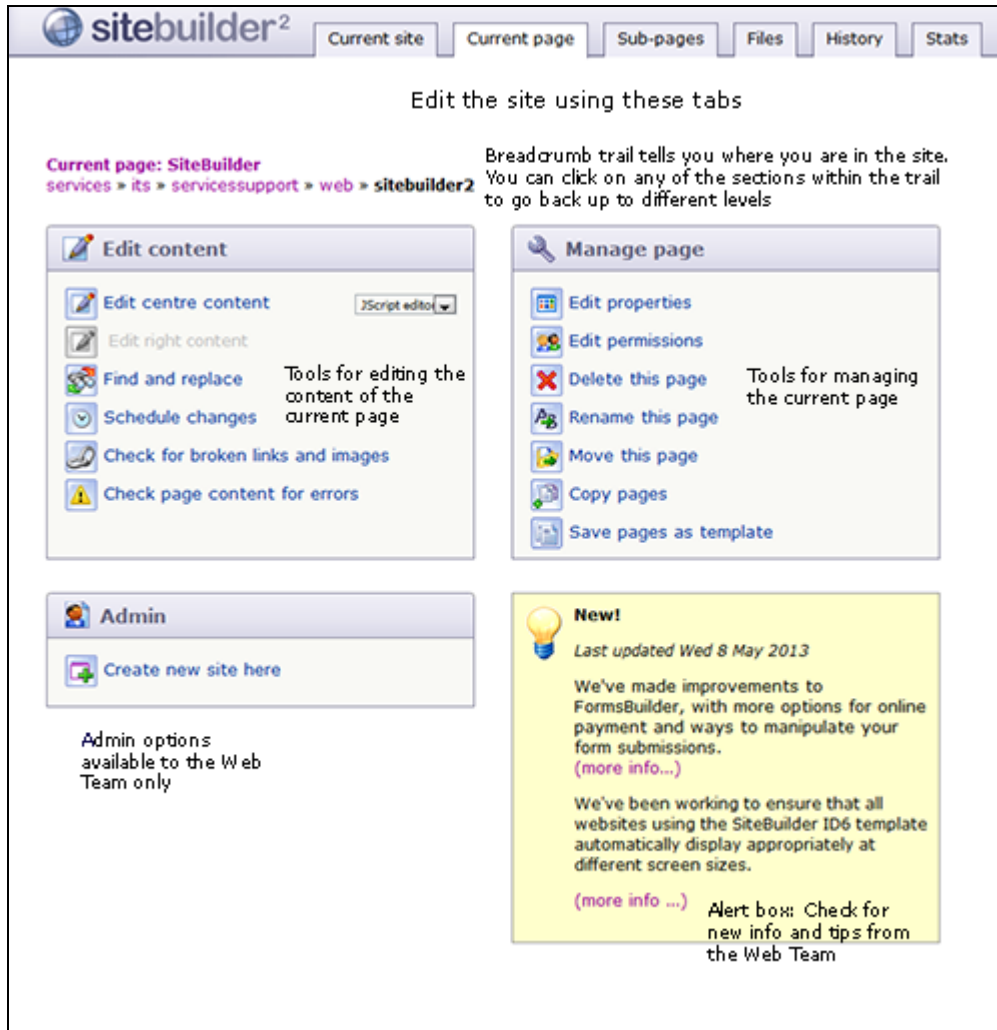 sitebuilder²
Current site
Current page
Sub-pages
Files
History
Stats
Edit the site using these tabs
Current page: SiteBuilder
services » its » servicessupport » web » sitebuilder2
Breadcrumb trail tells you where you are in the site.
You can click on any of the sections within the trail
to go back up to different levels
Edit content
Edit centre content
JScript editor
Edit right content
Find and replace
Schedule changes
Check for broken links and images
Check page content for errors
Tools for editing the
content of the
current page
Manage page
Edit properties
Edit permissions
Delete this page
Rename this page
Move this page
Copy pages
Save pages as template
Tools for managing
the current page
Admin
Create new site here
Admin options
available to the Web
Team only
New!
Last updated Wed 8 May 2013
We've made improvements to
FormsBuilder, with more options for online
payment and ways to manipulate your
form submissions.
(more info...)
We've been working to ensure that all
websites using the SiteBuilder ID6 template
automatically display appropriately at
different screen sizes.
(more info ...)
Alert box: Check for
new info and tips from
the Web Team